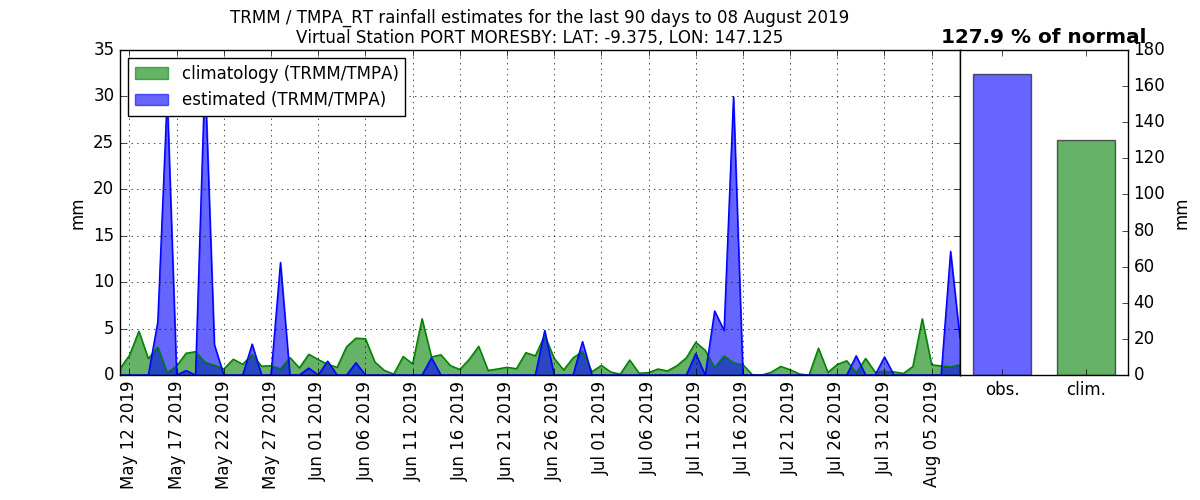 TRMM / TMPA_RT rainfall estimates for the last 90 days to 08 August 2019
Virtual Station PORT MORESBY: LAT: -9.375, LON: 147.125
127.9 % of normal
climatology (TRMM/TMPA)
estimated (TRMM/TMPA)
35
30
25
20
15
10
5
0
mm
May 12 2019
May 17 2019
May 22 2019
May 27 2019
Jun 01 2019
Jun 06 2019
Jun 11 2019
Jun 16 2019
Jun 21 2019
Jun 26 2019
Jul 01 2019
Jul 06 2019
Jul 11 2019
Jul 16 2019
Jul 21 2019
Jul 26 2019
Jul 31 2019
Aug 05 2019
180
160
140
120
100
80
60
40
20
0
mm
obs.
clim.